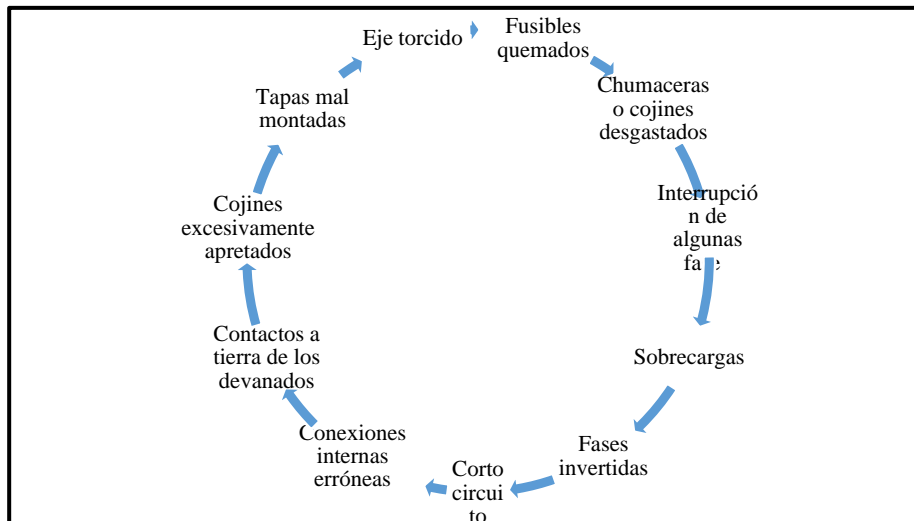 Fusibles
quemados
Chumaceras
o cojines
desgastados
Interrupció
n de
algunas
Sobrecargas
Fases
invertidas
Corto
circui
to
Conexiones
internas
erróneas
Contactos a
tierra de los
devanados
Cojines
excesivamente
apretados
Tapas mal
montadas
Eje torcido